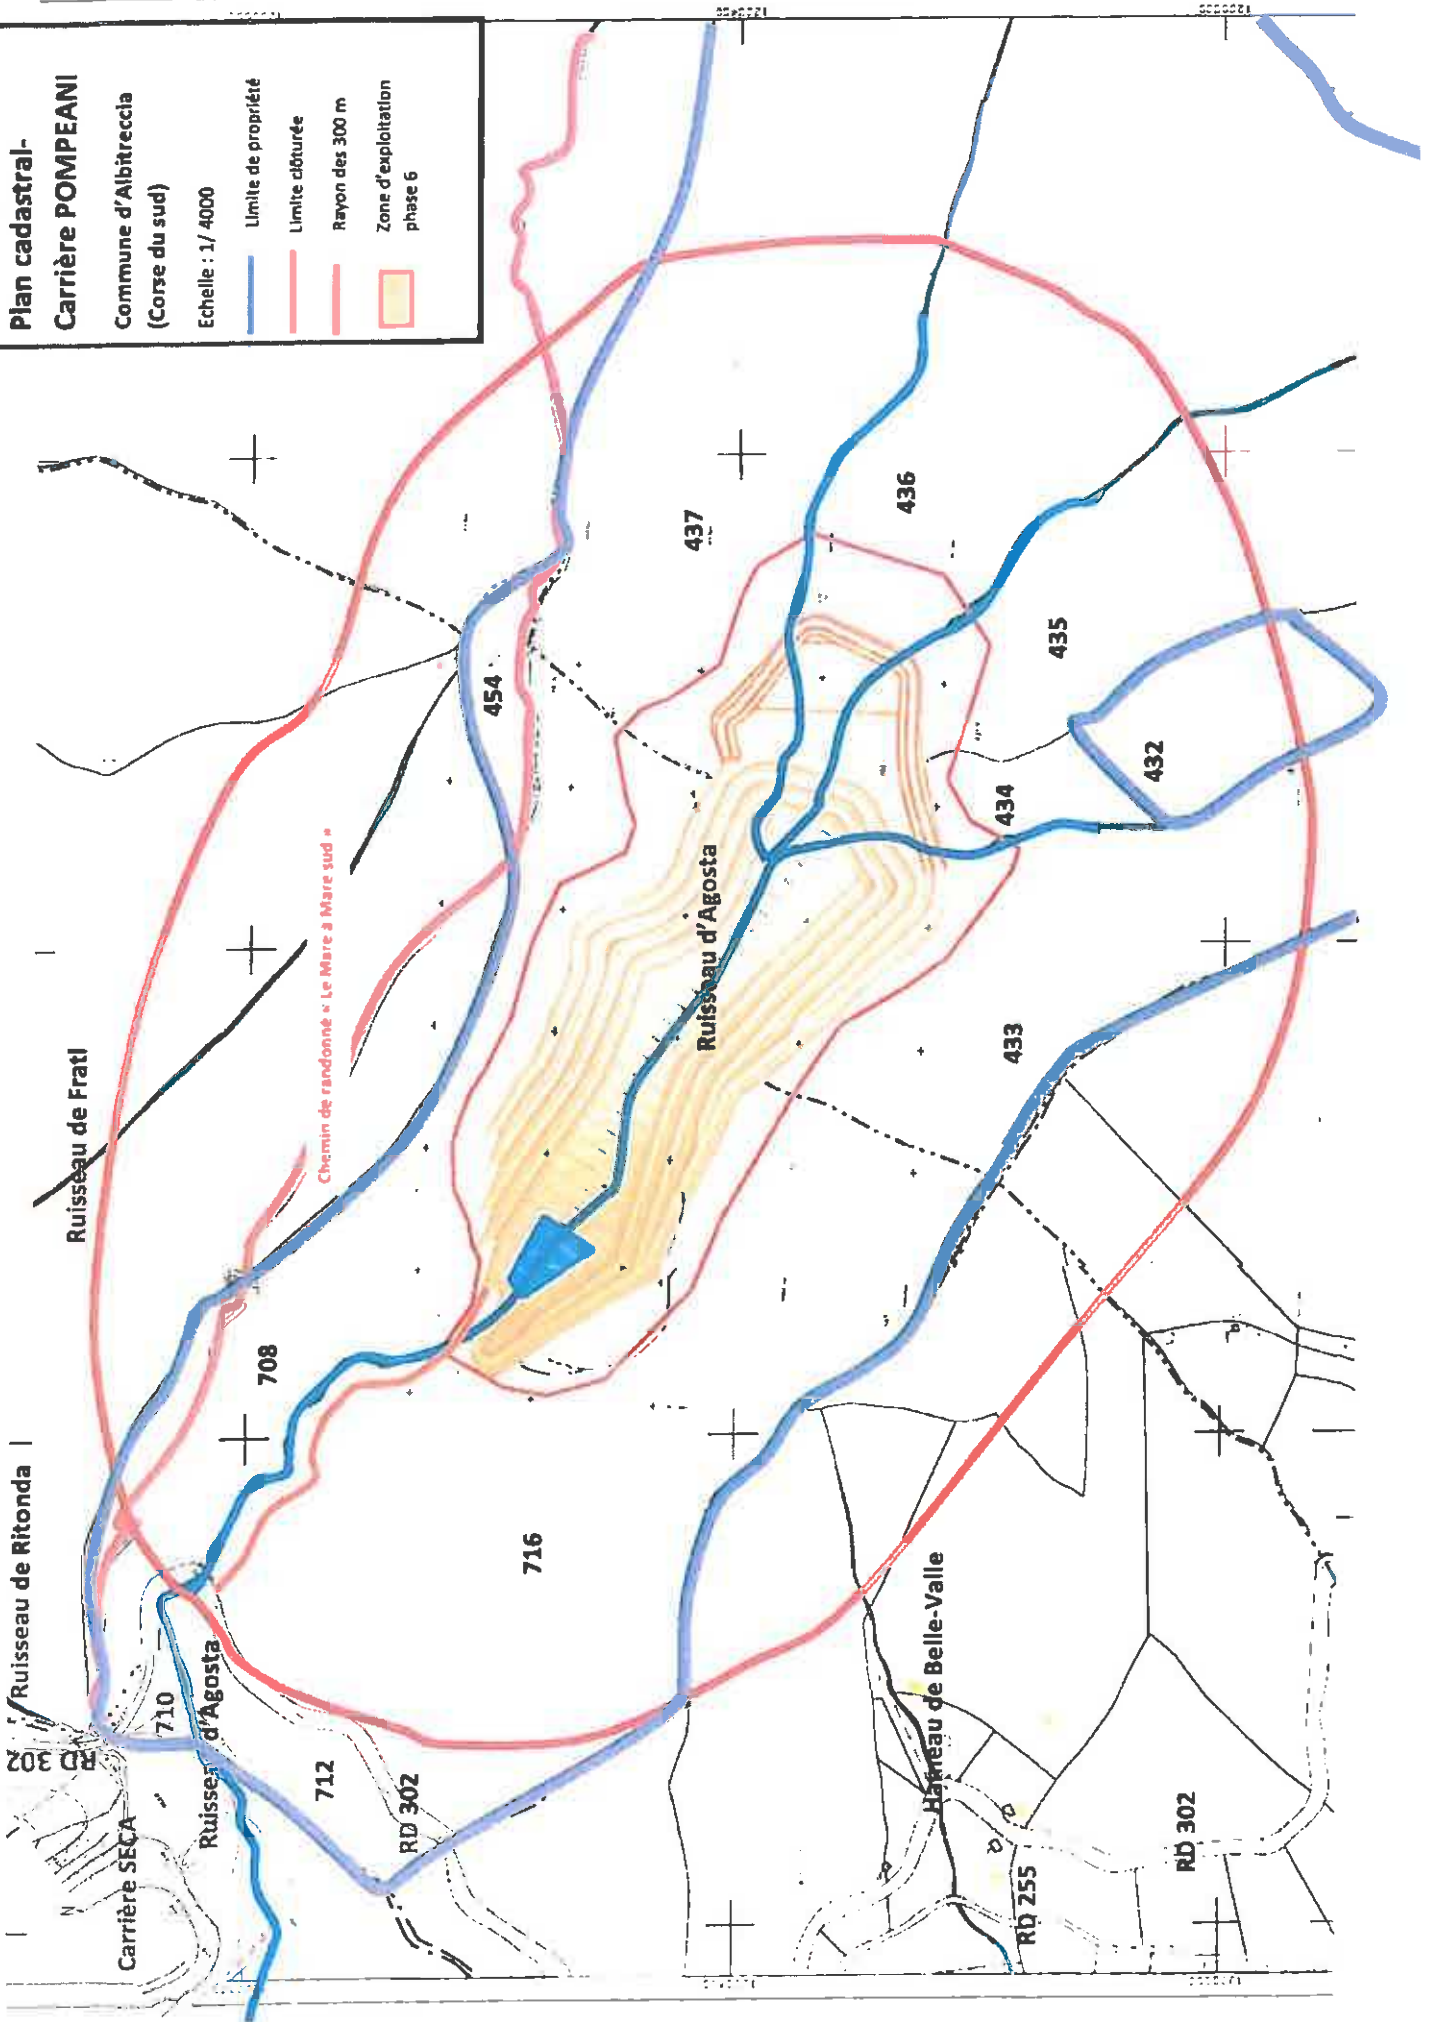 Plan cadastral-
Carrière POMPEANI
Commune d'Albitreccia
(Corse du sud)
Echelle : 1/ 4000
Limite de propriété
Limite clôturée
Rayon des 300 m
Zone d'exploitation
phase 6
Ruisseau de Ritonda
Ruisseau de Frati
RD 302
Carrière SECA
N
710
Ruisseau d'Agosta
712
RD 302
708
716
Chemin de randonné « Le Mare a Mare sud »
454
437
436
435
434
432
433
Ruisseau d'Agosta
Hameau de Belle-Valle
RD 255
RD 302